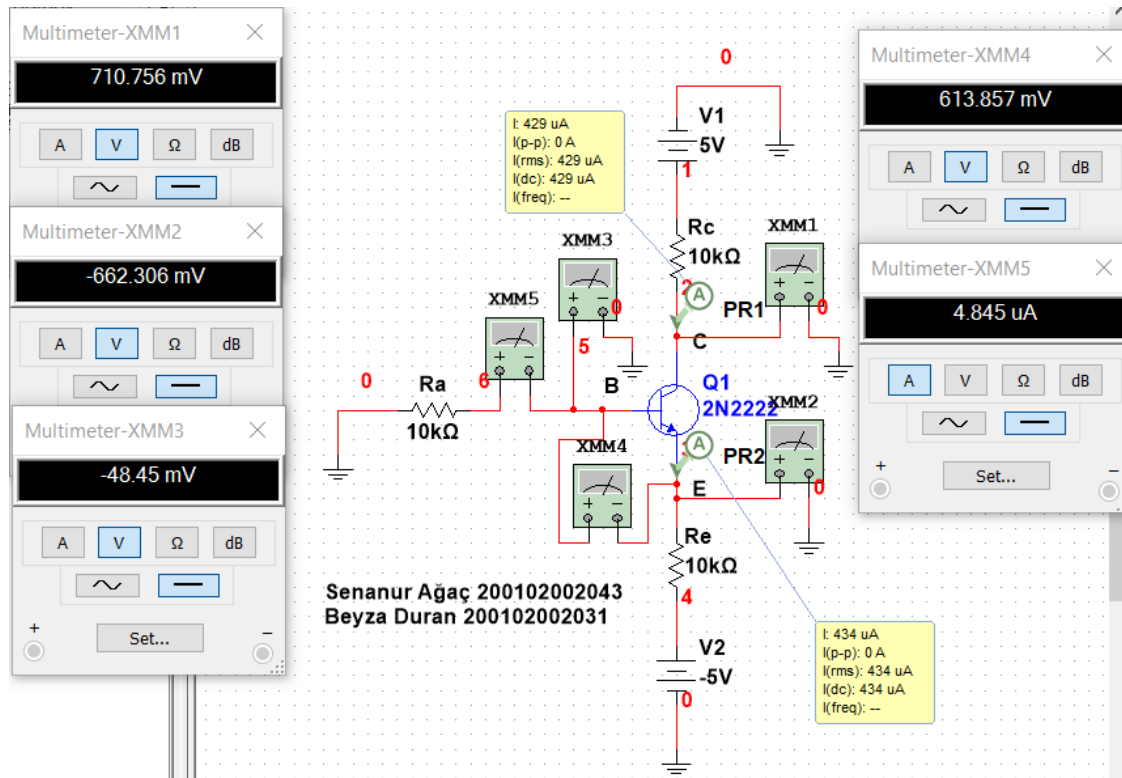 Multimeter-XMM1
710.756 mV
A V Ω dB
Multimeter-XMM2
-662.306 mV
A V Ω dB
Multimeter-XMM3
-48.45 mV
A V Ω dB
+ Set... −
0
V1
5V
1
I: 429 uA
I(p-p): 0 A
I(rms): 429 uA
I(dc): 429 uA
I(freq): --
Rc
10kΩ
2
A
PR1
XMM1
+ −
0
XMM3
+ −
0
XMM5
+ −
5
C
0
Ra
10kΩ
6
B
Q1
2N2222
XMM2
+ −
0
XMM4
+ −
A
PR2
E
Re
10kΩ
4
Senanur Ağaç 200102002043
Beyza Duran 200102002031
V2
-5V
0
I: 434 uA
I(p-p): 0 A
I(rms): 434 uA
I(dc): 434 uA
I(freq): --
Multimeter-XMM4
613.857 mV
A V Ω dB
Multimeter-XMM5
4.845 uA
A V Ω dB
+ Set... −